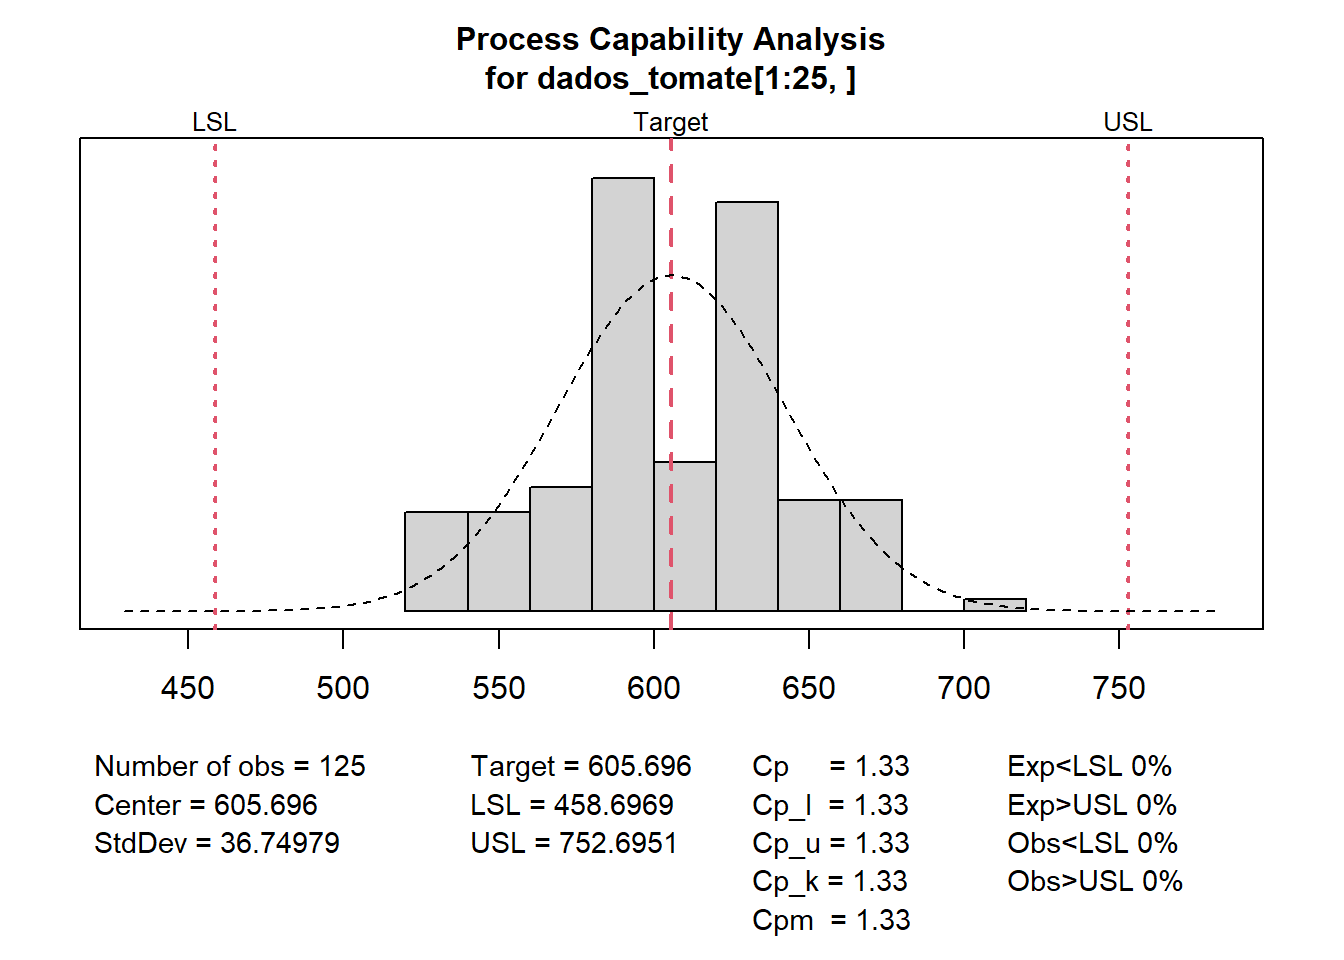 Process Capability Analysis
for dados_tomate[1:25, ]
LSL Target USL
450 500 550 600 650 700 750
Number of obs = 125 Target = 605.696 Cp = 1.33 Exp<LSL 0%
Center = 605.696 LSL = 458.6969 Cp_l = 1.33 Exp>USL 0%
StdDev = 36.74979 USL = 752.6951 Cp_u = 1.33 Obs<LSL 0%
Cp_k = 1.33 Obs>USL 0%
Cpm = 1.33